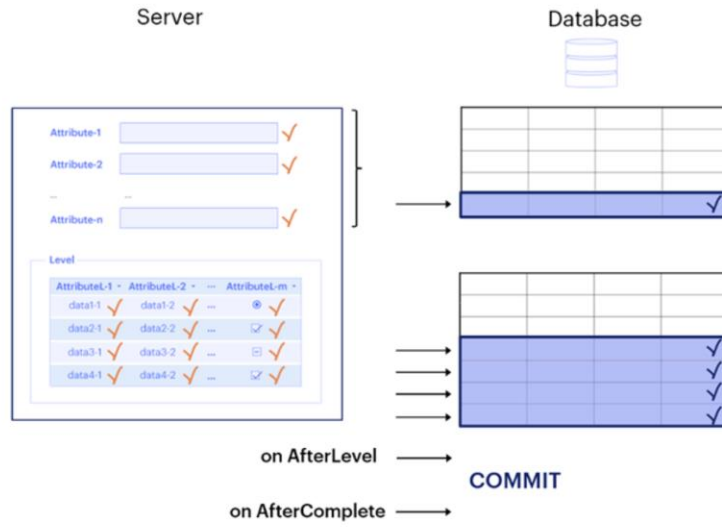 Server
Database
Attribute-1
Attribute-2
... ...
Attribute-n
Level
AttributeL-1 AttributeL-2 ... AttributeL-m
data1-1 data1-2 ...
data2-1 data2-2 ...
data3-1 data3-2 ...
data4-1 data4-2 ...
on AfterLevel
COMMIT
on AfterComplete